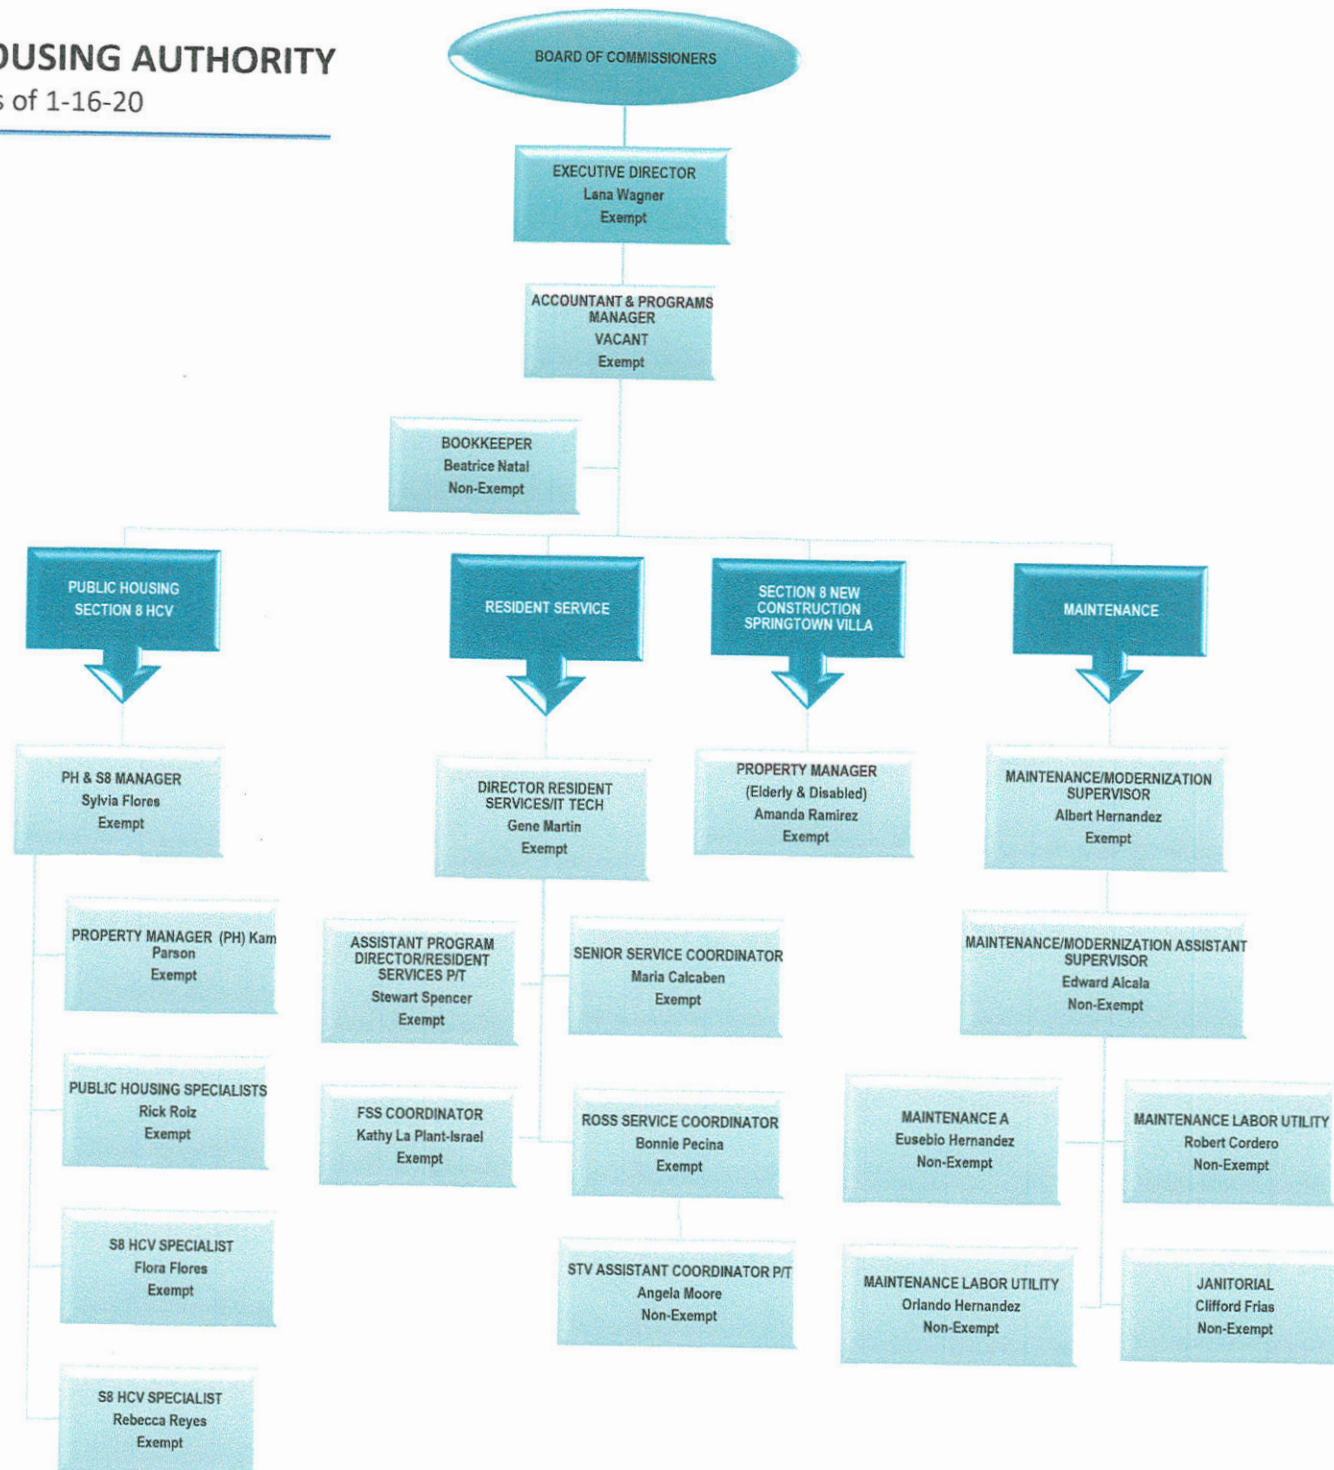 OUSING AUTHORITY
s of 1-16-20
BOARD OF COMMISSIONERS
EXECUTIVE DIRECTOR
Lana Wagner
Exempt
ACCOUNTANT & PROGRAMS
MANAGER
VACANT
Exempt
BOOKKEEPER
Beatrice Natal
Non-Exempt
PUBLIC HOUSING
SECTION 8 HCV
RESIDENT SERVICE
SECTION 8 NEW
CONSTRUCTION
SPRINGTOWN VILLA
MAINTENANCE
PH & S8 MANAGER
Sylvia Flores
Exempt
PROPERTY MANAGER (PH) Kam
Parson
Exempt
PUBLIC HOUSING SPECIALISTS
Rick Rolz
Exempt
S8 HCV SPECIALIST
Flora Flores
Exempt
S8 HCV SPECIALIST
Rebecca Reyes
Exempt
DIRECTOR RESIDENT
SERVICES/IT TECH
Gene Martin
Exempt
ASSISTANT PROGRAM
DIRECTOR/RESIDENT
SERVICES P/T
Stewart Spencer
Exempt
SENIOR SERVICE COORDINATOR
Maria Calcaben
Exempt
FSS COORDINATOR
Kathy La Plant-Israel
Exempt
ROSS SERVICE COORDINATOR
Bonnie Pecina
Exempt
STV ASSISTANT COORDINATOR P/T
Angela Moore
Non-Exempt
PROPERTY MANAGER
(Elderly & Disabled)
Amanda Ramirez
Exempt
MAINTENANCE/MODERNIZATION
SUPERVISOR
Albert Hernandez
Exempt
MAINTENANCE/MODERNIZATION ASSISTANT
SUPERVISOR
Edward Alcala
Non-Exempt
MAINTENANCE A
Eusebio Hernandez
Non-Exempt
MAINTENANCE LABOR UTILITY
Robert Cordero
Non-Exempt
MAINTENANCE LABOR UTILITY
Orlando Hernandez
Non-Exempt
JANITORIAL
Clifford Frias
Non-Exempt